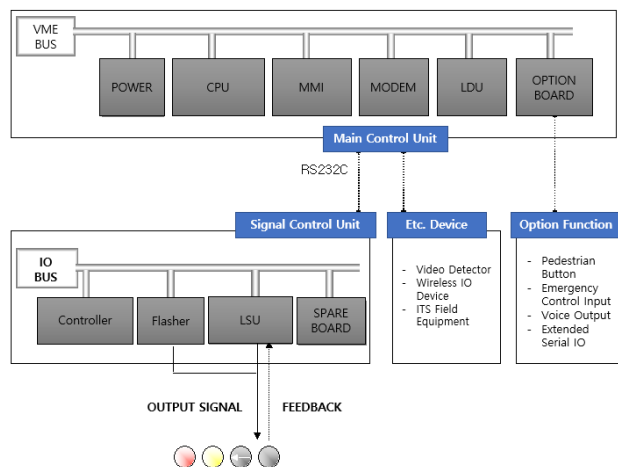 VME
BUS
POWER
CPU
MMI
MODEM
LDU
OPTION
BOARD
Main Control Unit
RS232C
Signal Control Unit
Etc. Device
Option Function
IO
BUS
Controller
Flasher
LSU
SPARE
BOARD
- Video Detector
- Wireless IO
Device
- ITS Field
Equipment
- Pedestrian
Button
- Emergency
Control Input
- Voice Output
- Extended
Serial IO
OUTPUT SIGNAL
FEEDBACK